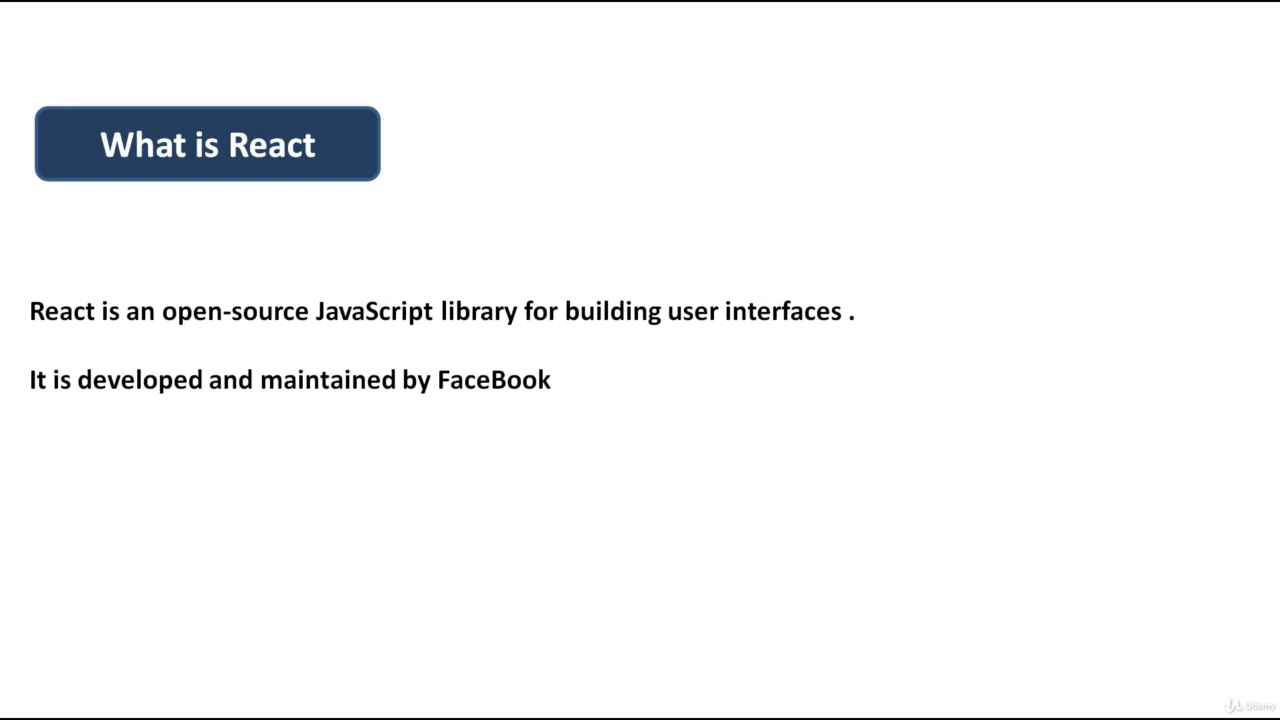 What is React
React is an open-source JavaScript library for building user interfaces .
It is developed and maintained by FaceBook
Udemy